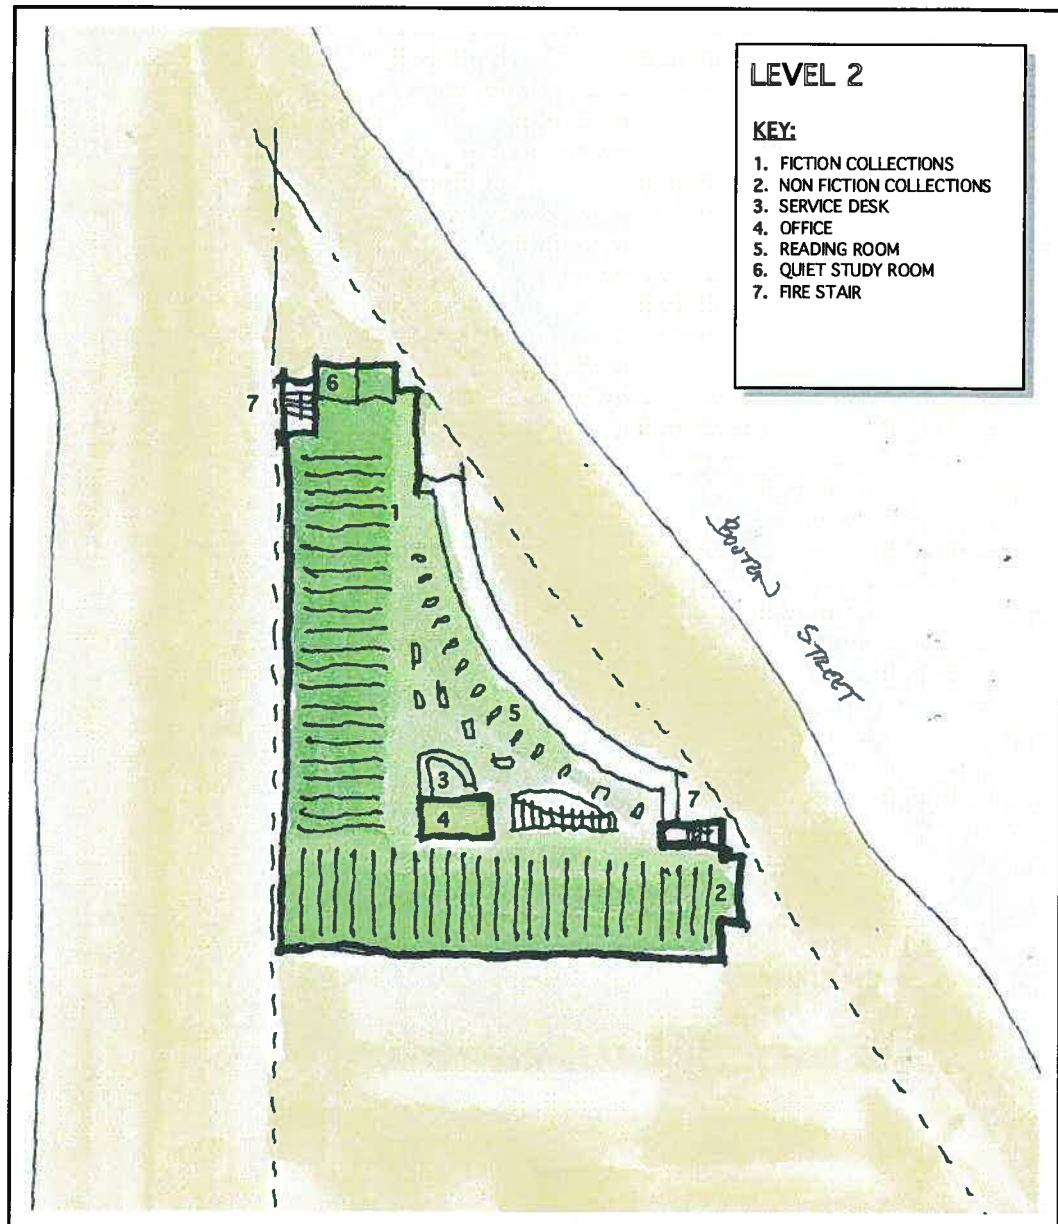 LEVEL 2
KEY:
1. FICTION COLLECTIONS
2. NON FICTION COLLECTIONS
3. SERVICE DESK
4. OFFICE
5. READING ROOM
6. QUIET STUDY ROOM
7. FIRE STAIR
6
7
1
BOUTON
STREET
5
3
7
4
2